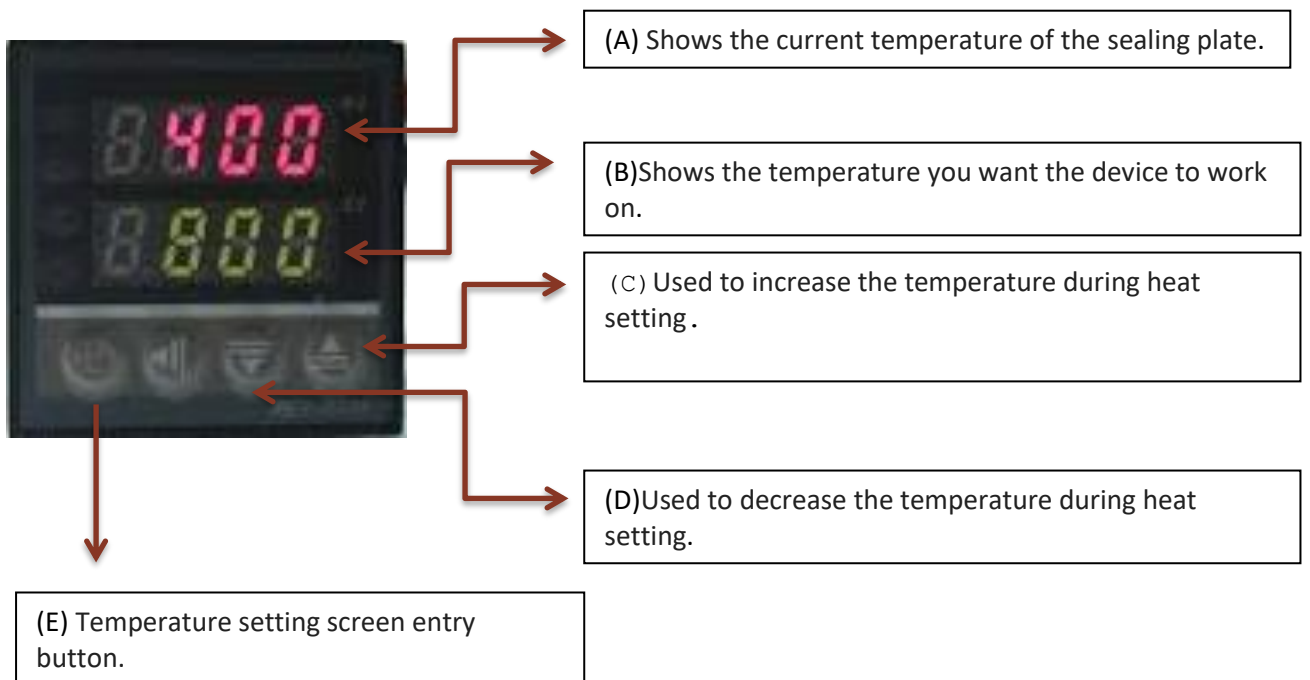 (A) Shows the current temperature of the sealing plate.
400
(B)Shows the temperature you want the device to work
on.
800
(C) Used to increase the temperature during heat
setting.
(D)Used to decrease the temperature during heat
setting.
(E) Temperature setting screen entry
button.